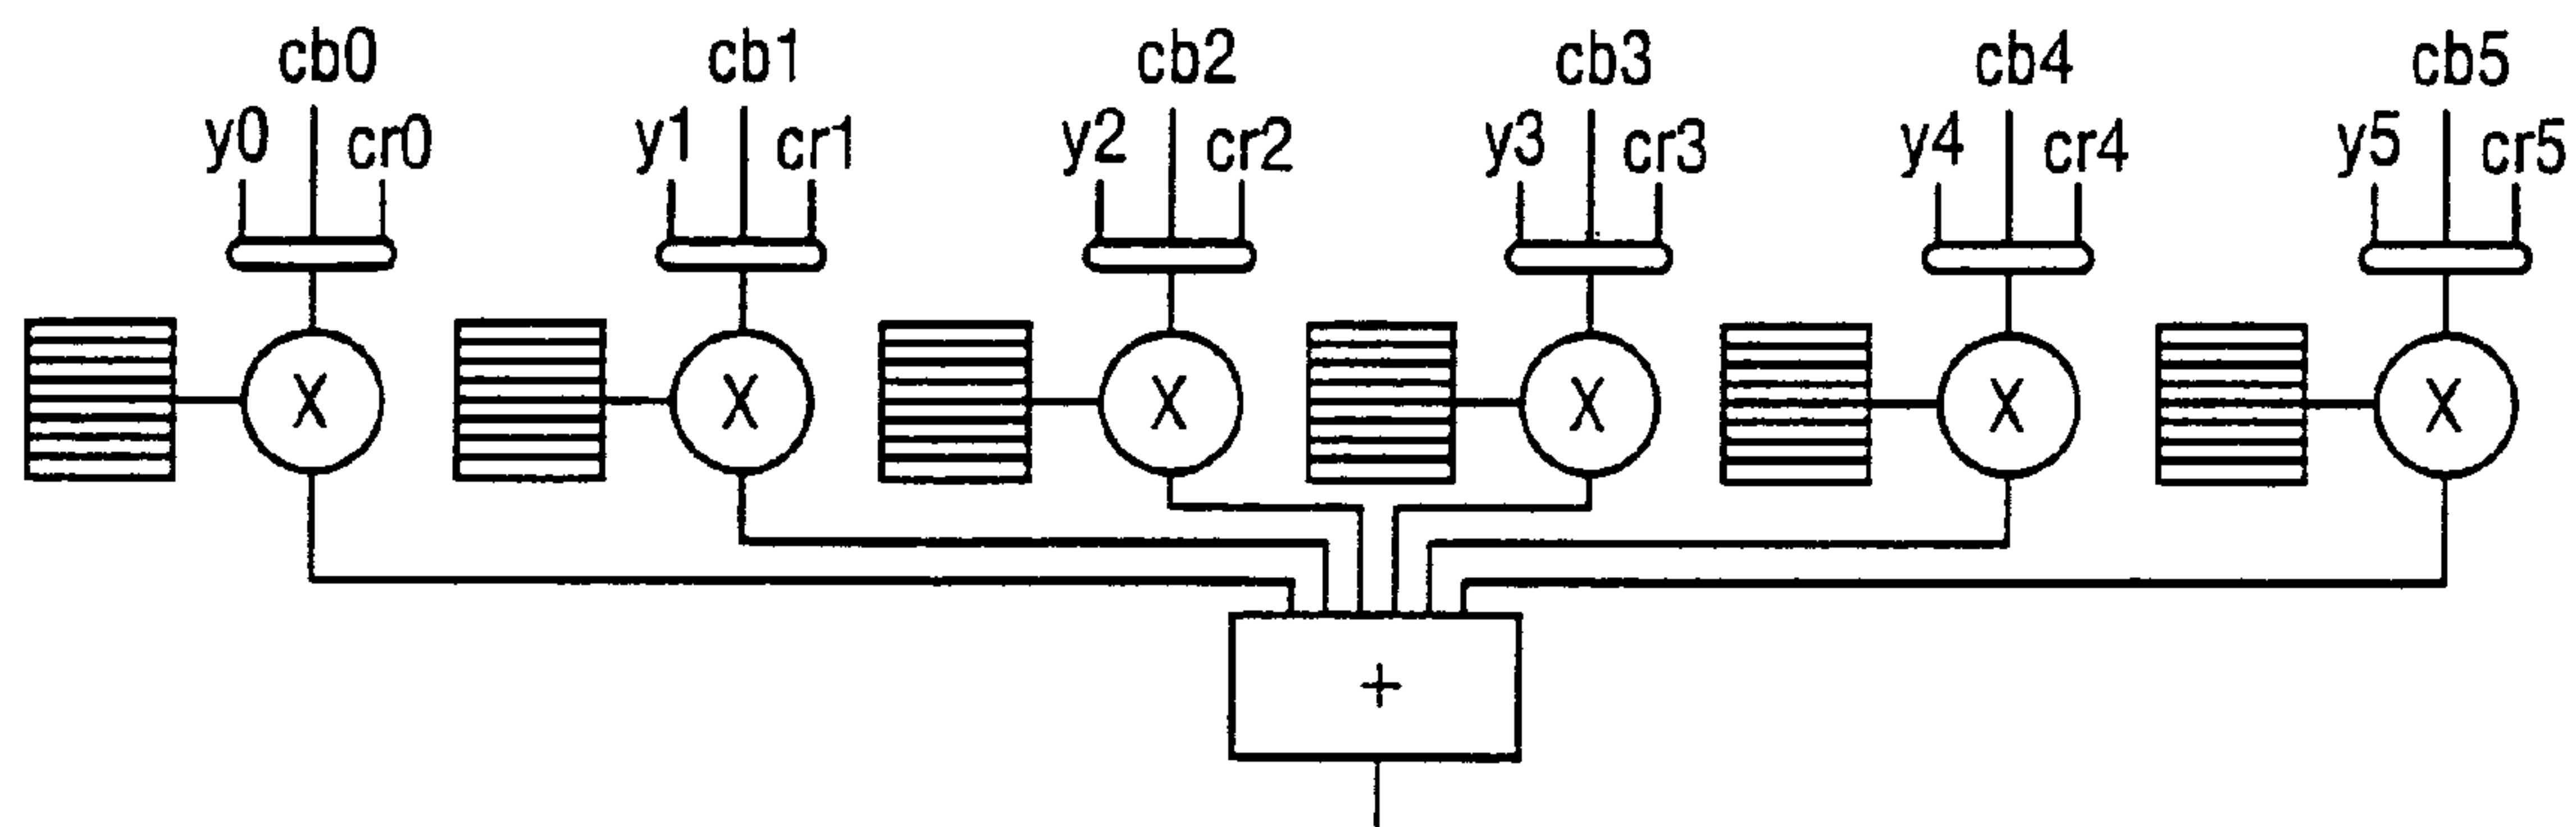 cb0 cb1 cb2 cb3 cb4 cb5
y0 cr0 y1 cr1 y2 cr2 y3 cr3 y4 cr4 y5 cr5
X X X X X X
+